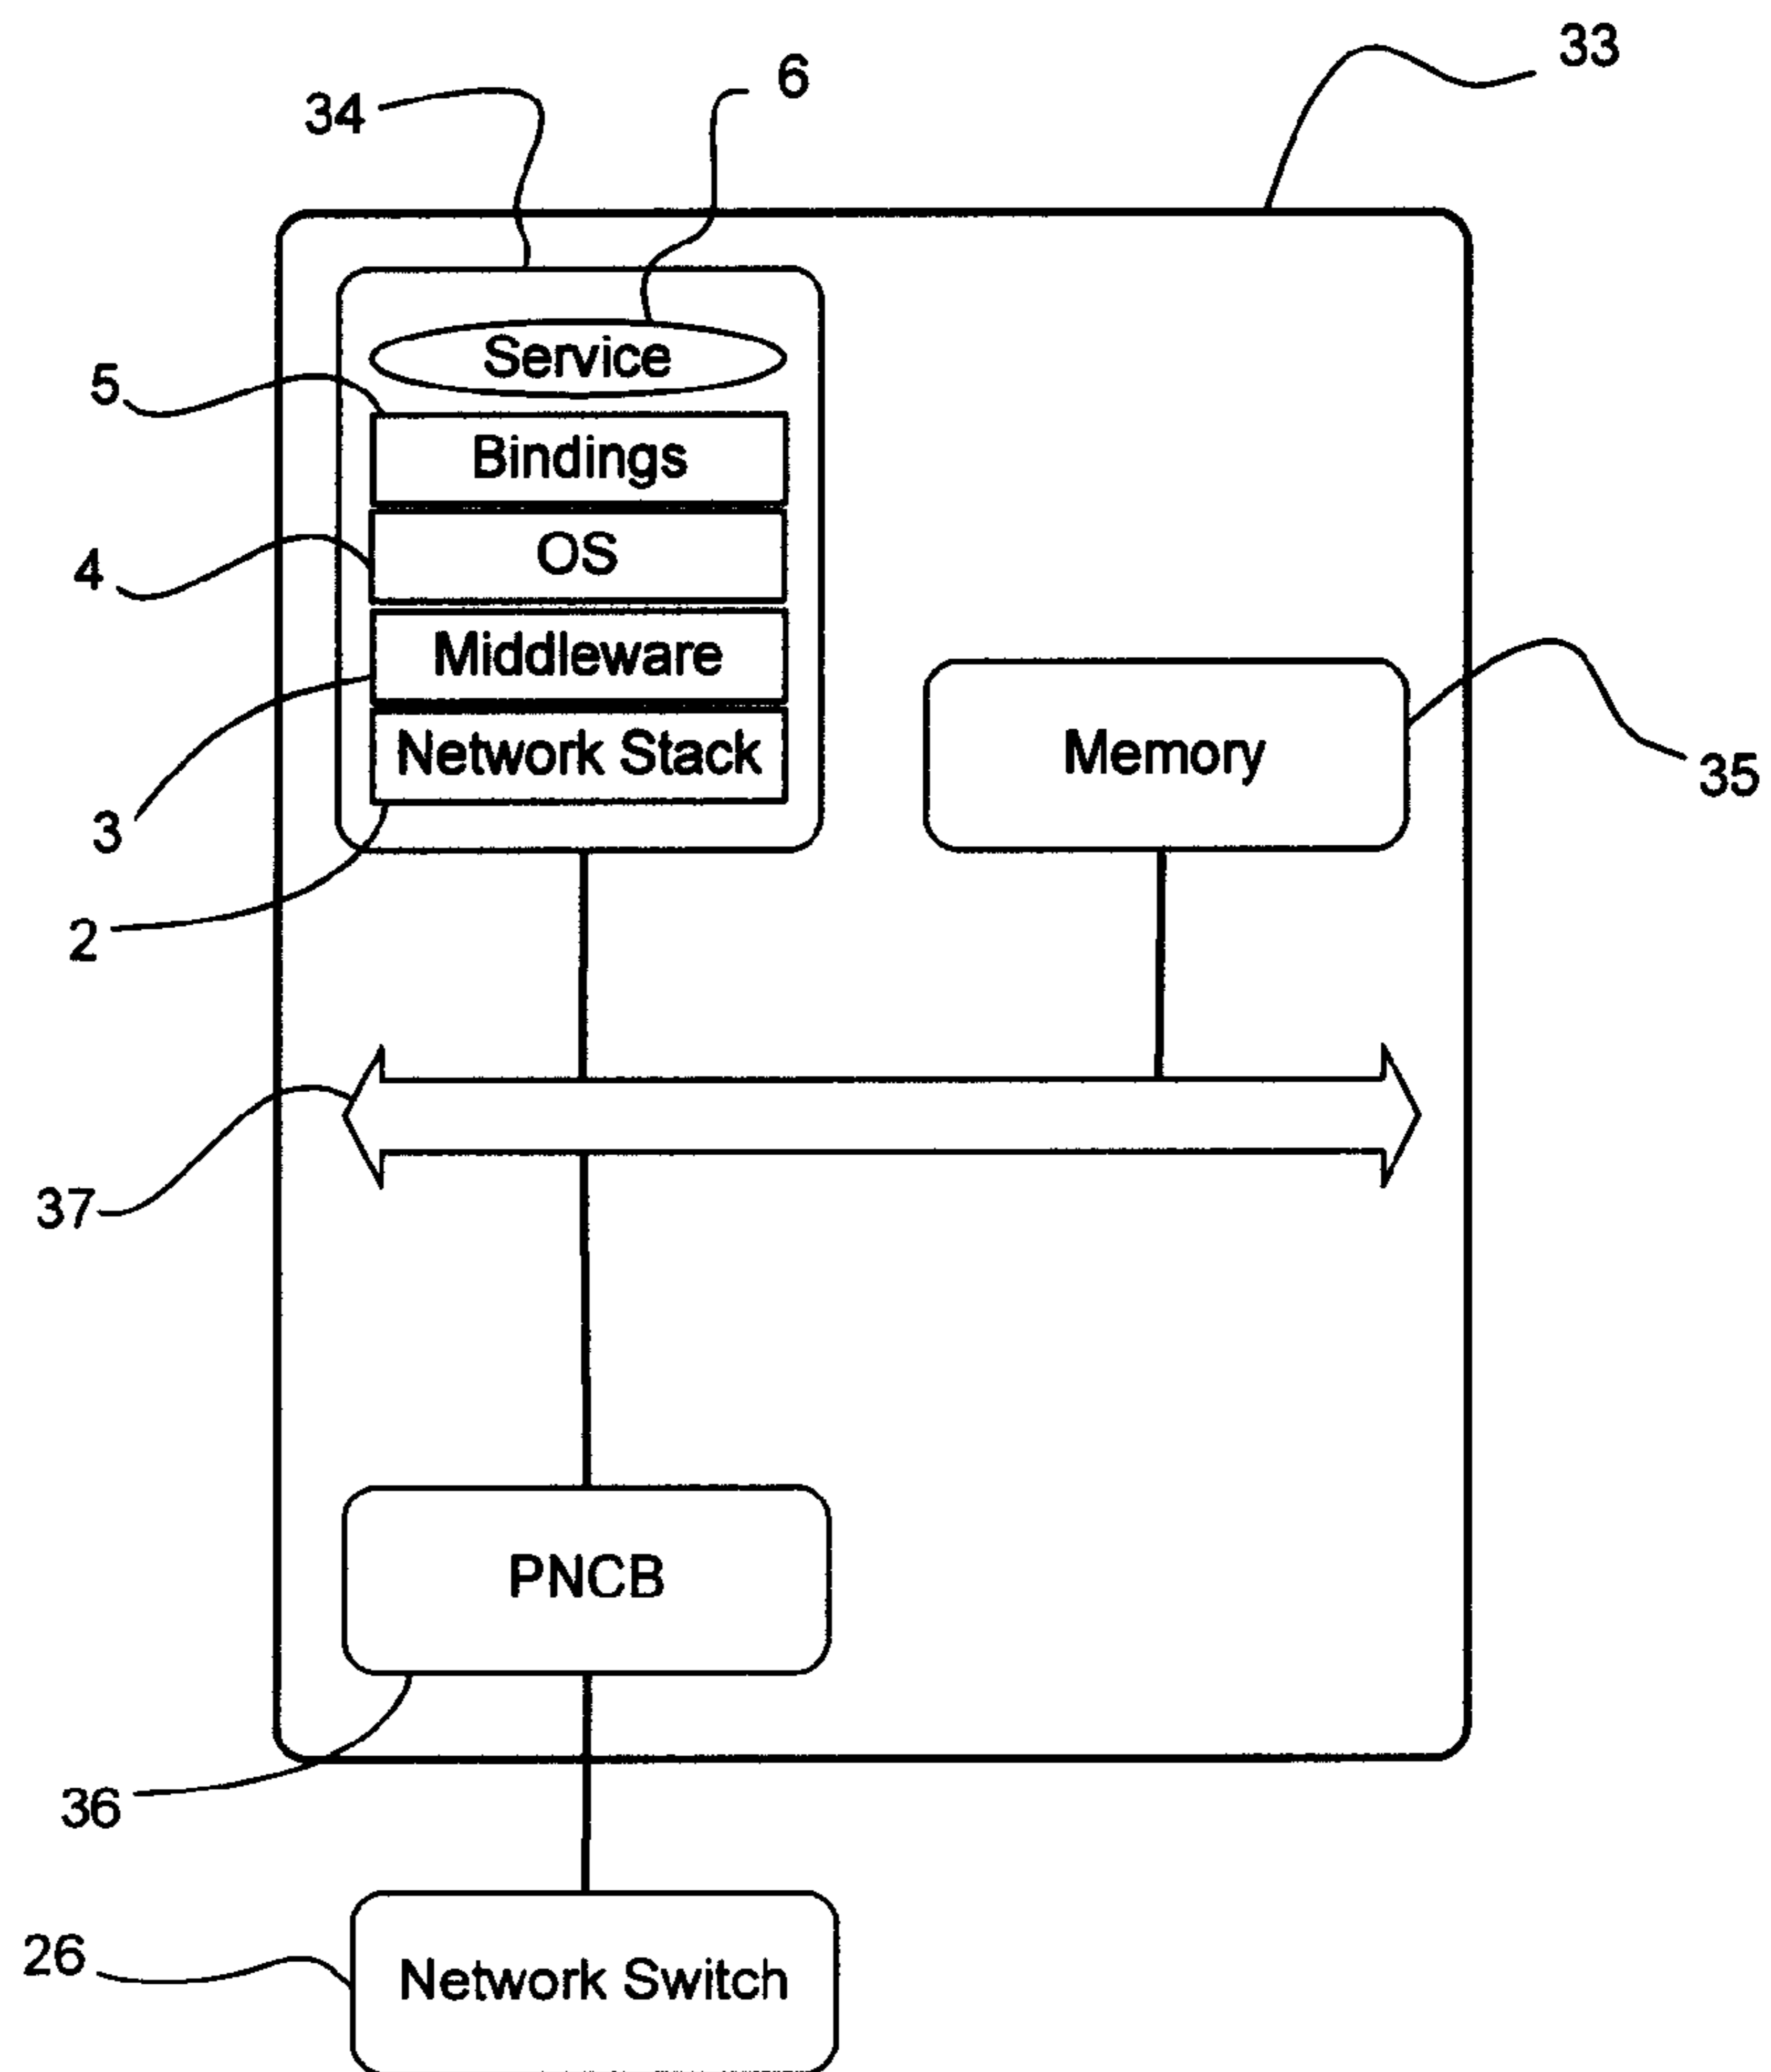 33
6
34
Service
5
Bindings
OS
4
Middleware
Network Stack
Memory
35
3
2
37
PNCB
36
26
Network Switch